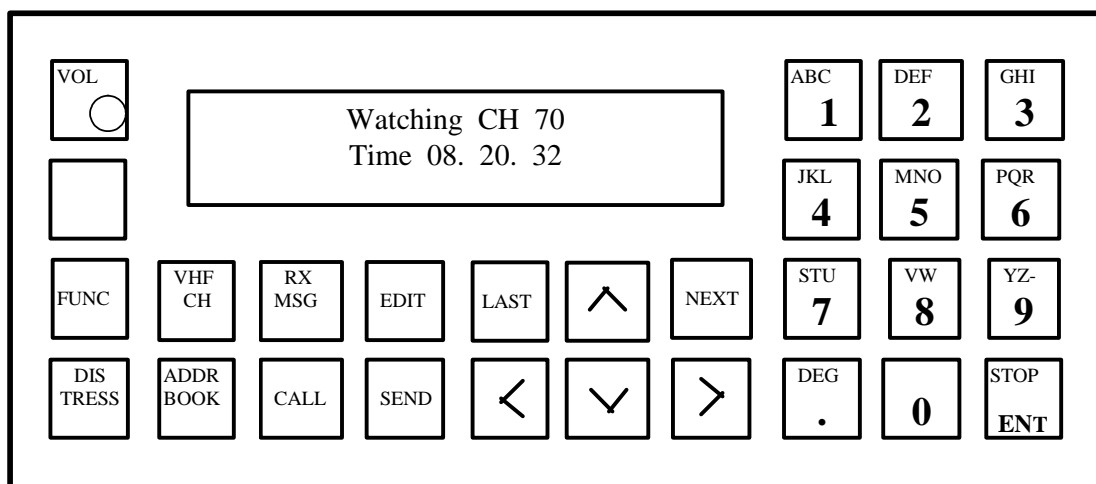 VOL
Watching CH 70
Time 08. 20. 32
ABC
1
DEF
2
GHI
3
JKL
4
MNO
5
PQR
6
FUNC
VHF
CH
RX
MSG
EDIT
LAST
NEXT
STU
7
VW
8
YZ-
9
DIS
TRESS
ADDR
BOOK
CALL
SEND
DEG
.
0
STOP
ENT